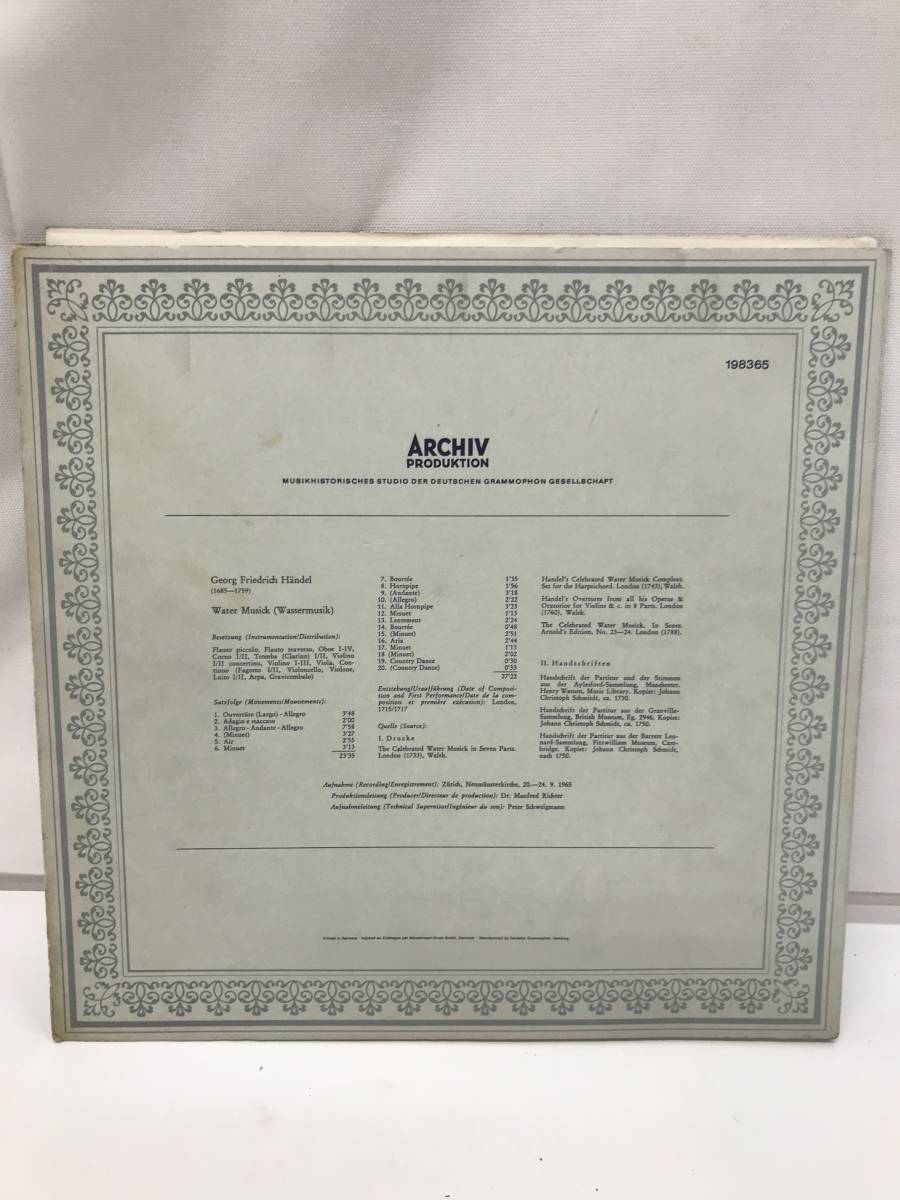 198365
ARCHIV
PRODUKTION
MUSIKHISTORISCHES STUDIO DER DEUTSCHEN GRAMMOPHON GESELLSCHAFT
Georg Friedrich Händel
(1685—1759)
Water Musick (Wassermusik)
Besetzung (Instrumentation/Distribution):
Flauto piccolo, Flauto traverso, Oboe I-IV,
Corno I/II, Tromba (Clarino) I/II, Violino
I/II concertino, Violino I-III, Viola, Con-
tinuo (Fagotto I/II, Violoncello, Violone,
Luito I/II, Arpa, Gravicembalo)
Satzfolge (Movements/Mouvements):
1. Ouvertüre (Largo) - Allegro 3'48
2. Adagio e staccato 2'00
3. Allegro - Andante - Allegro 7'58
4. (Minuet) 3'27
5. Air 2'55
6. Minuet 3'13
23'35
7. Bourrée 1'35
8. Hornpipe 1'56
9. (Andante) 3'18
10. (Allegro) 2'22
11. Alla Hornpipe 3'23
12. Minuet 1'15
13. Lentement 2'24
14. Bourrée 0'48
15. (Minuet) 2'51
16. Aria 2'44
17. Minuet 1'11
18 (Minuet) 2'02
19. Country Dance 0'30
20. (Country Dance) 0'33
27'22
Entstehung/Uraufführung (Date of Composi-
tion and First Performance/Date de la com-
position et première exécution): London,
1715/1717
Quelle (Source):
I. Drucke
The Celebrated Water Musick in Seven Parts.
London (1733), Walsh.
Handel's Celebrated Water Musick Compleat.
Set for the Harpsichord. London (1743), Walsh.
Handel's Overtures from all his Operas &
Oratorios for Violins & c. in 8 Parts. London
(1760), Walsh.
The Celebrated Water Musick. In Score.
Arnold's Edition, No. 23—24. London (1788).
II. Handschriften
Handschrift der Partitur und der Stimmen
aus der Aylesford-Sammlung, Manchester,
Henry Watson, Music Library. Kopist: Johann
Christoph Schmidt, ca. 1730.
Handschrift der Partitur aus der Granville-
Sammlung, British Museum, Eg. 2946. Kopist:
Johann Christoph Schmidt, ca. 1750.
Handschrift der Partitur aus der Barrett Len-
nard-Sammlung, Fitzwilliam Museum, Cam-
bridge. Kopist: Johann Christoph Schmidt,
nach 1750.
Aufnahme (Recording/Enregistrement): Zürich, Neumünsterkirche, 20.—24. 9. 1965
Produktionsleitung (Producer/Directeur de production): Dr. Manfred Richter
Aufnahmeleitung (Technical Supervisor/Ingénieur du son): Peter Schweigmann
Printed in Germany